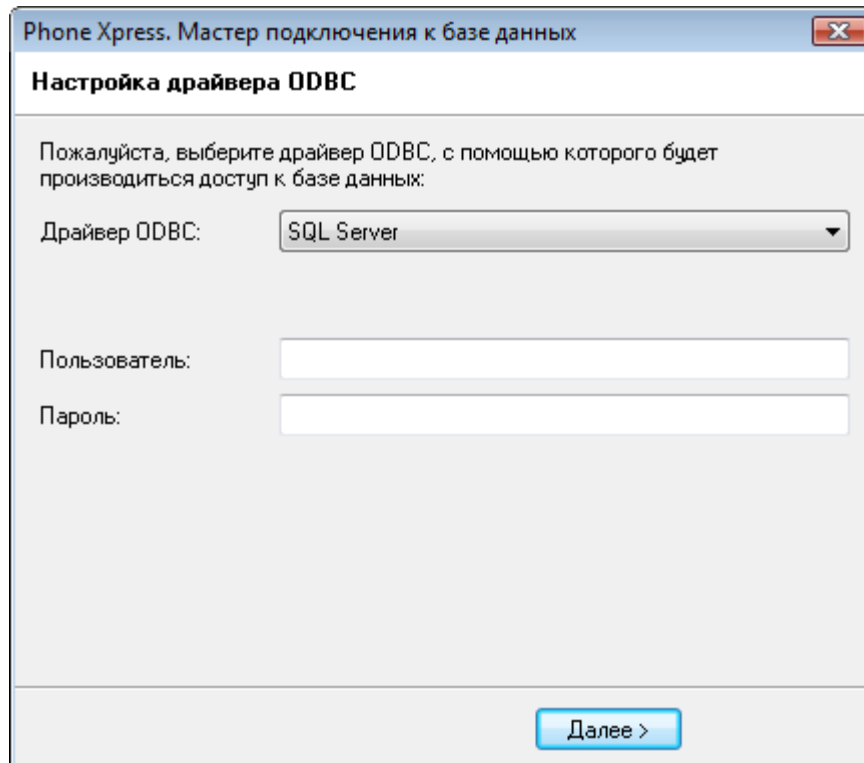 Phone Xpress. Мастер подключения к базе данных
Настройка драйвера ODBC
Пожалуйста, выберите драйвер ODBC, с помощью которого будет
производиться доступ к базе данных:
Драйвер ODBC:
SQL Server
Пользователь:
Пароль:
Далее >